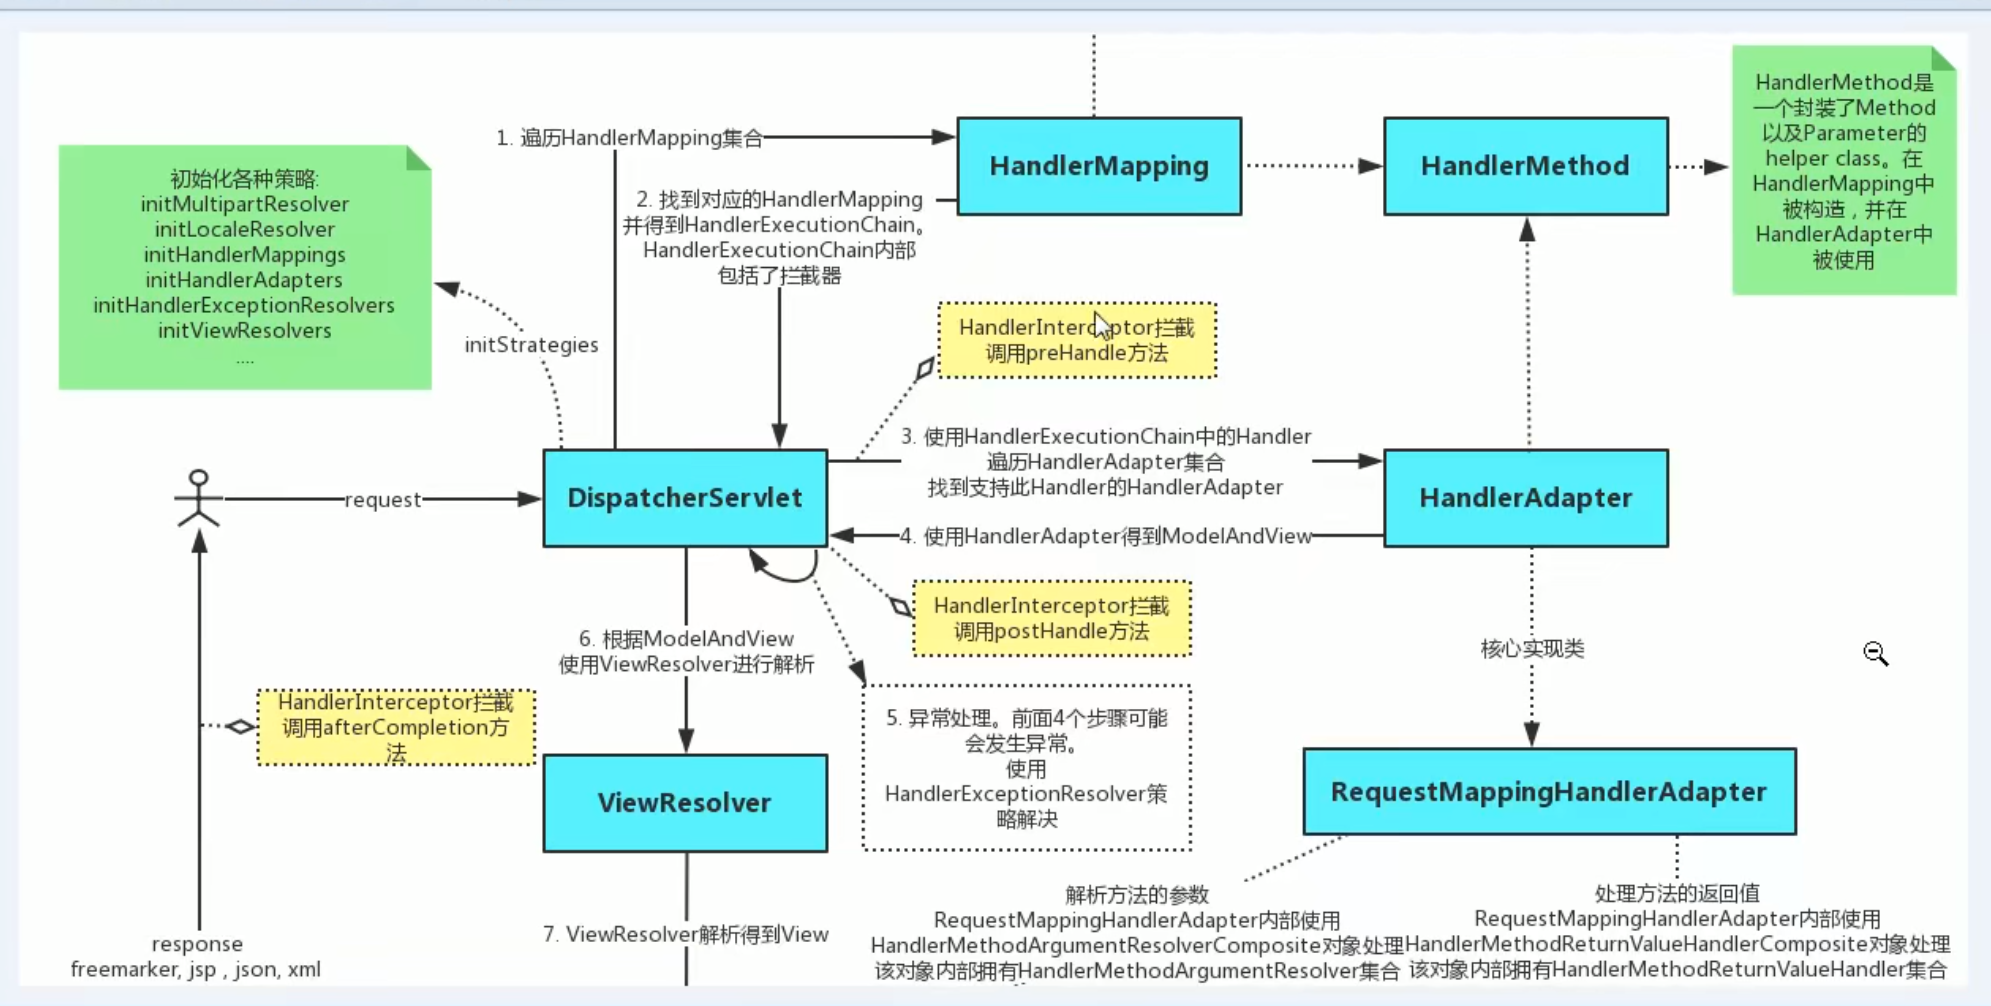 初始化各种策略:
initMultipartResolver
initLocaleResolver
initHandlerMappings
initHandlerAdapters
initHandlerExceptionResolvers
initViewResolvers
....
initStrategies
1. 遍历HandlerMapping集合
2. 找到对应的HandlerMapping
并得到HandlerExecutionChain。
HandlerExecutionChain内部
包括了拦截器
HandlerMapping
HandlerMethod
HandlerMethod是
一个封装了Method
以及Parameter的
helper class。在
HandlerMapping中
被构造，并在
HandlerAdapter中
被使用
HandlerInterceptor拦截
调用preHandle方法
3. 使用HandlerExecutionChain中的Handler
遍历HandlerAdapter集合
找到支持此Handler的HandlerAdapter
request
DispatcherServlet
HandlerAdapter
4. 使用HandlerAdapter得到ModelAndView
HandlerInterceptor拦截
调用postHandle方法
6. 根据ModelAndView
使用ViewResolver进行解析
核心实现类
HandlerInterceptor拦截
调用afterCompletion方
法
5. 异常处理。前面4个步骤可能
会发生异常。
使用
HandlerExceptionResolver策
略解决
ViewResolver
RequestMappingHandlerAdapter
7. ViewResolver解析得到View
response
freemarker, jsp , json, xml
解析方法的参数
RequestMappingHandlerAdapter内部使用
HandlerMethodArgumentResolverComposite对象处理
该对象内部拥有HandlerMethodArgumentResolver集合
处理方法的返回值
RequestMappingHandlerAdapter内部使用
HandlerMethodReturnValueHandlerComposite对象处理
该对象内部拥有HandlerMethodReturnValueHandler集合